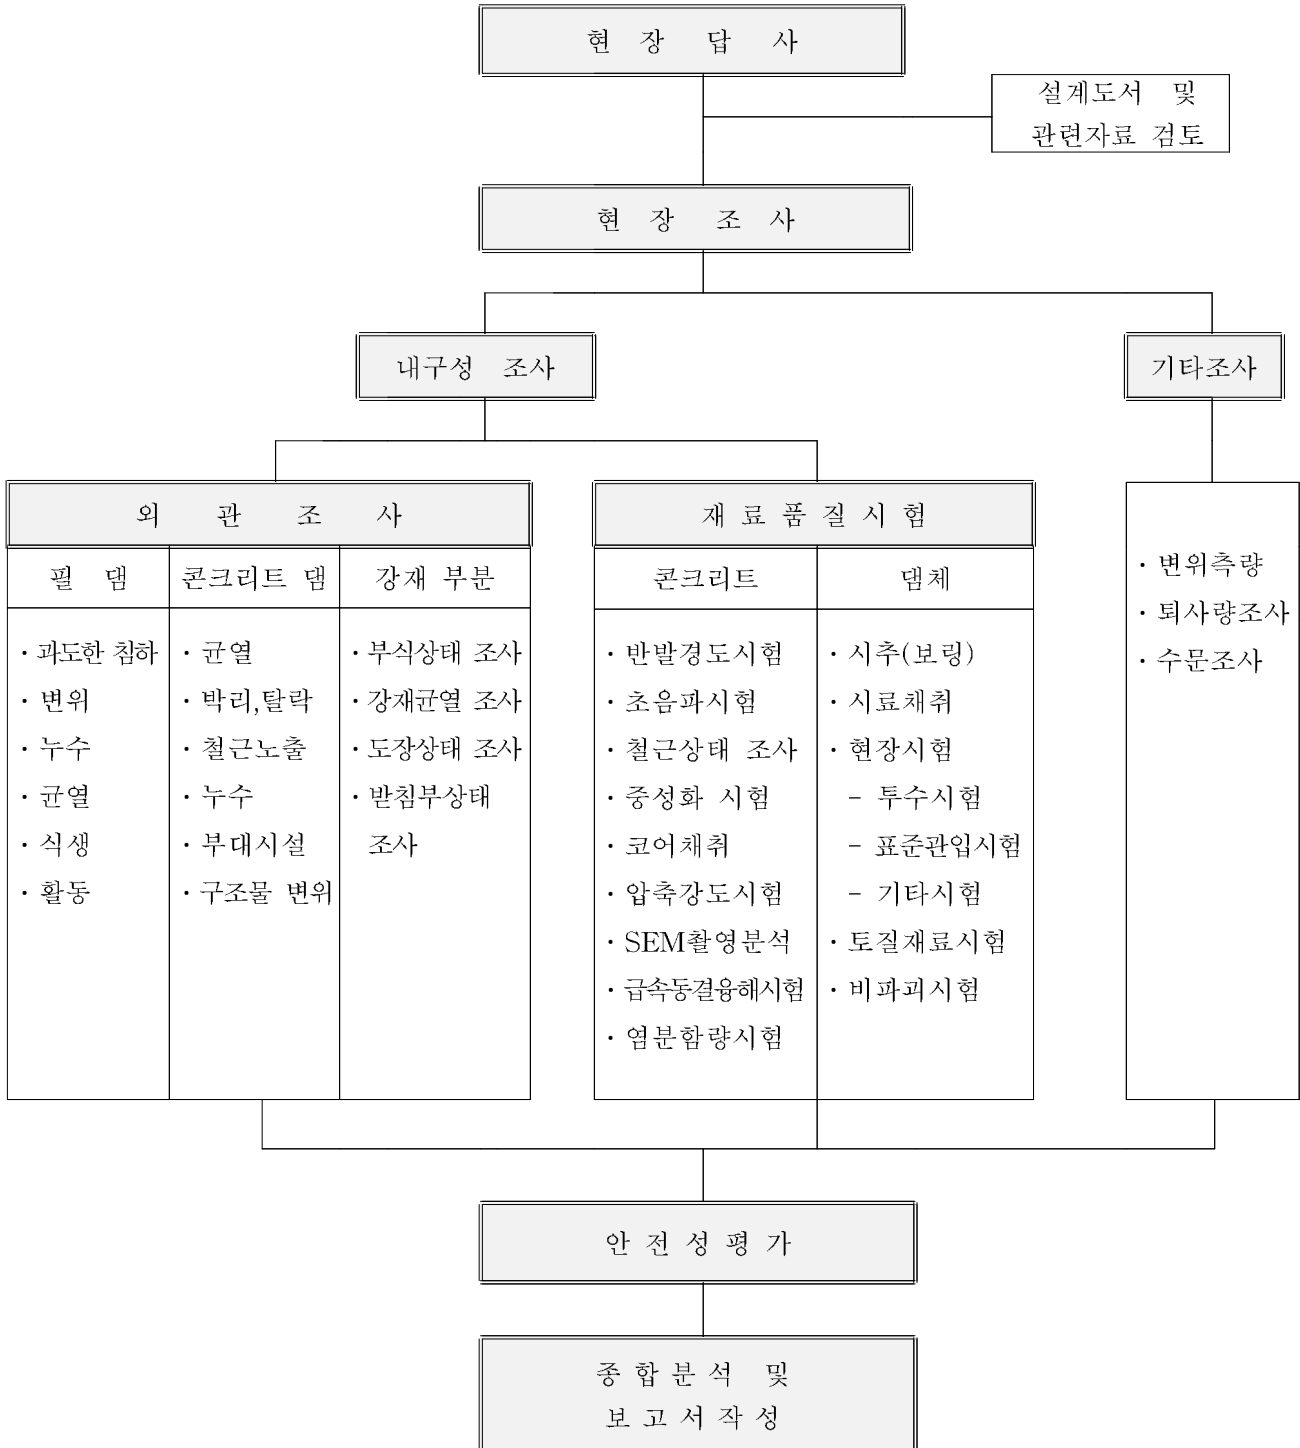 현 장 답 사
설계도서 및
관련자료 검토
현 장 조 사
내구성 조사
기타조사
외 관 조 사
필 댐
콘크리트 댐
강재 부분
· 과도한 침하
· 변위
· 누수
· 균열
· 식생
· 활동
· 균열
· 박리,탈락
· 철근노출
· 누수
· 부대시설
· 구조물 변위
· 부식상태 조사
· 강재균열 조사
· 도장상태 조사
· 받침부상태
조사
재 료 품 질 시 험
콘크리트
댐체
· 반발경도시험
· 초음파시험
· 철근상태 조사
· 중성화 시험
· 코어채취
· 압축강도시험
· SEM촬영분석
· 급속동결융해시험
· 염분함량시험
· 시추(보링)
· 시료채취
· 현장시험
- 투수시험
- 표준관입시험
- 기타시험
· 토질재료시험
· 비파괴시험
· 변위측량
· 퇴사량조사
· 수문조사
안 전 성 평 가
종 합 분 석 및
보 고 서 작 성